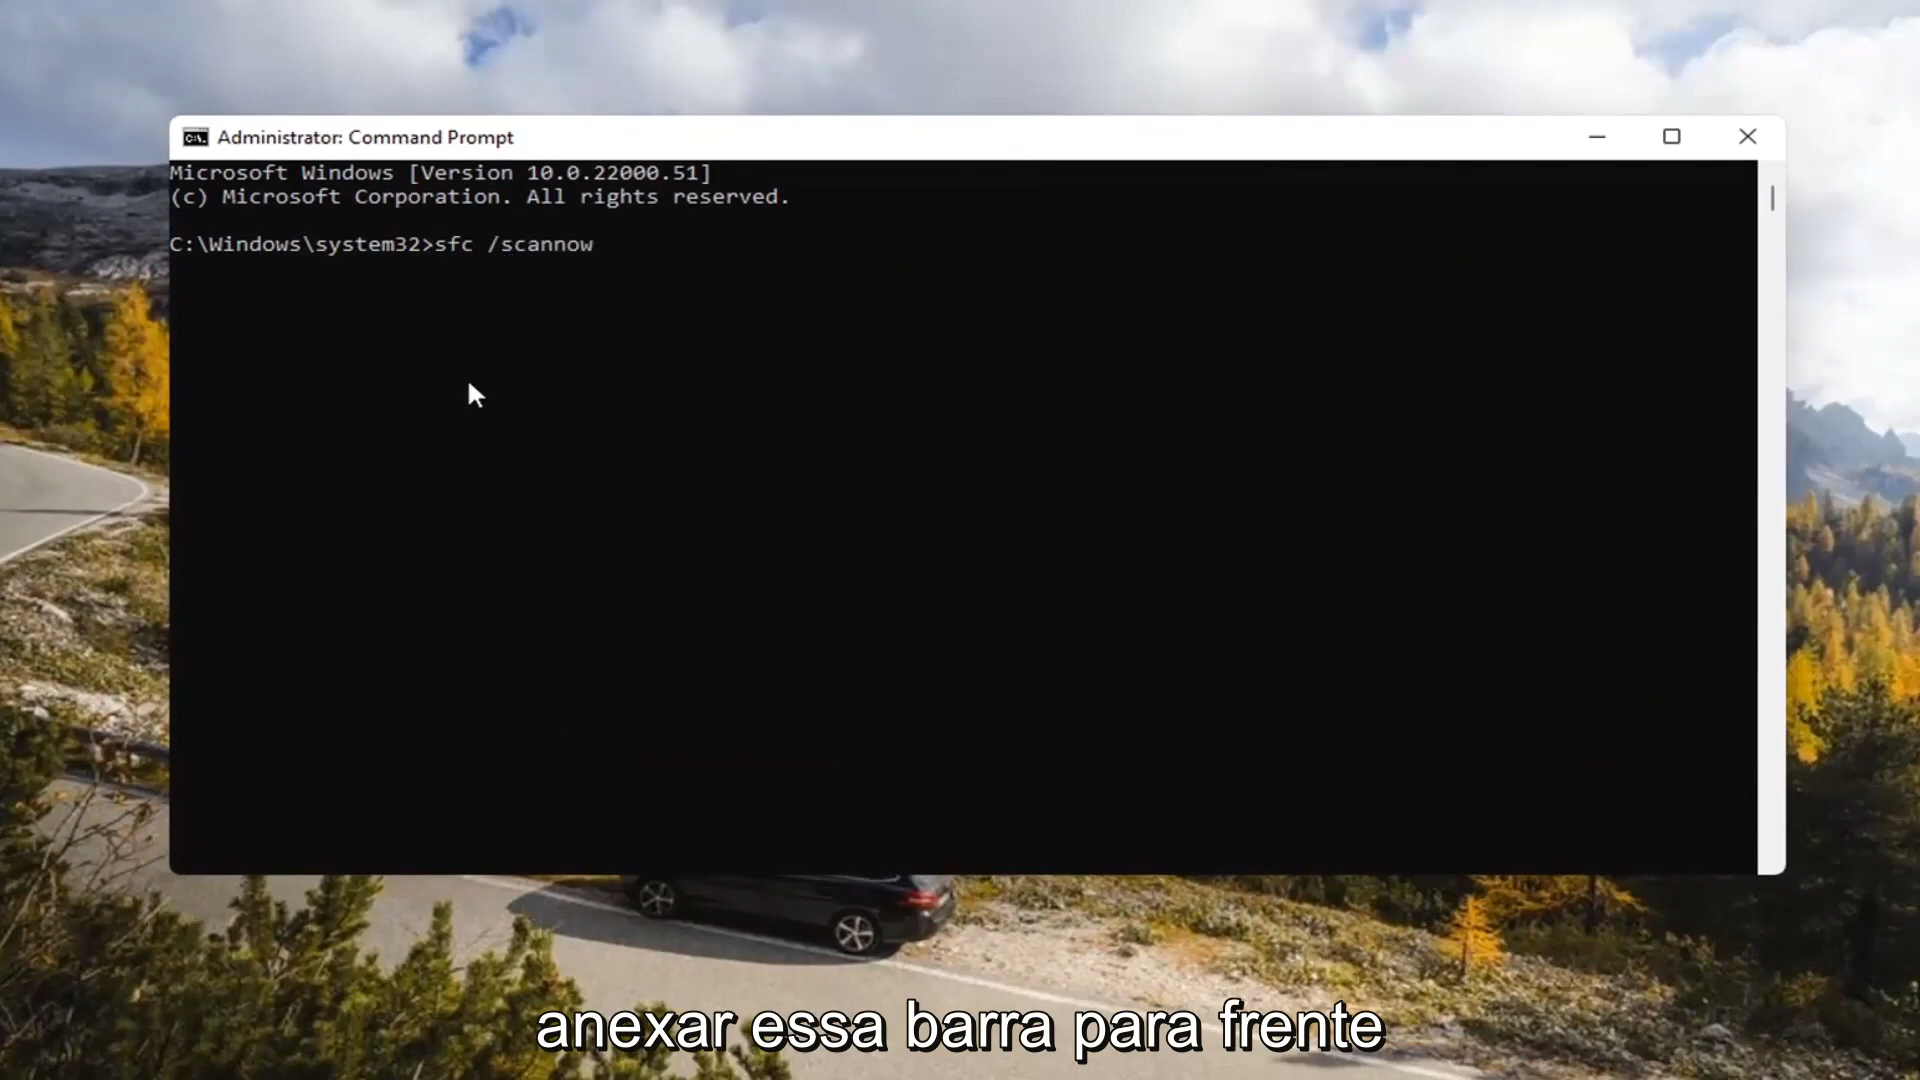 Administrator: Command Prompt
Microsoft Windows [Version 10.0.22000.51]
(c) Microsoft Corporation. All rights reserved.
C:\Windows\system32>sfc /scannow
anexar essa barra para frente